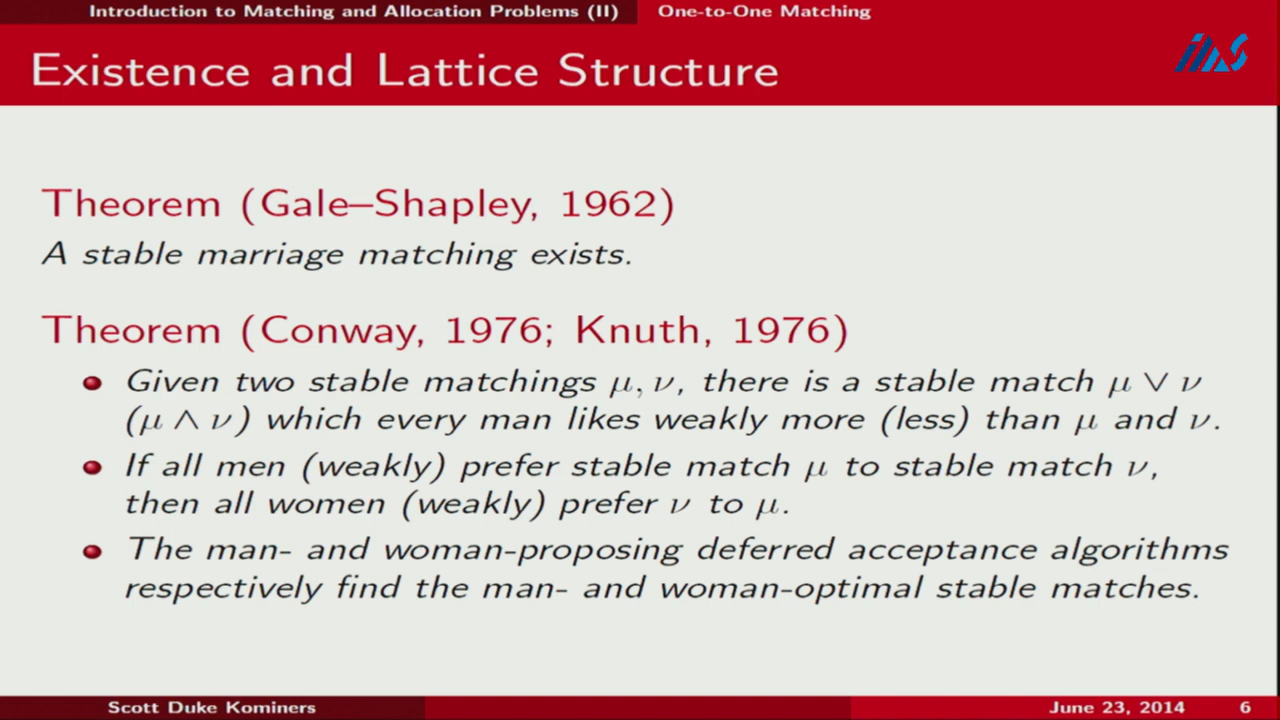 Introduction to Matching and Allocation Problems (II) One-to-One Matching
Existence and Lattice Structure
ims
Theorem (Gale–Shapley, 1962)
A stable marriage matching exists.
Theorem (Conway, 1976; Knuth, 1976)
Given two stable matchings μ, ν, there is a stable match μ ∨ ν
(μ ∧ ν) which every man likes weakly more (less) than μ and ν.
If all men (weakly) prefer stable match μ to stable match ν,
then all women (weakly) prefer ν to μ.
The man- and woman-proposing deferred acceptance algorithms
respectively find the man- and woman-optimal stable matches.
Scott Duke Kominers June 23, 2014 6